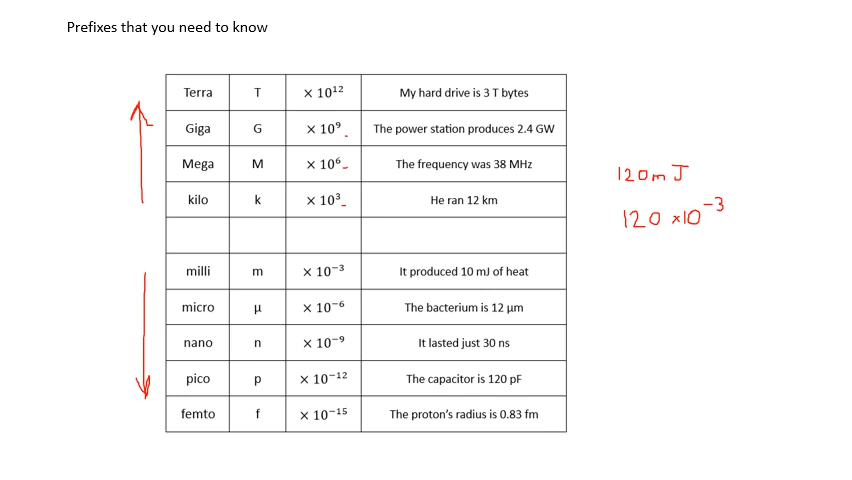 Prefixes that you need to know
Terra T × 10¹² My hard drive is 3 T bytes
Giga G × 10⁹ The power station produces 2.4 GW
Mega M × 10⁶ The frequency was 38 MHz
kilo k × 10³ He ran 12 km
milli m × 10⁻³ It produced 10 mJ of heat
micro μ × 10⁻⁶ The bacterium is 12 μm
nano n × 10⁻⁹ It lasted just 30 ns
pico p × 10⁻¹² The capacitor is 120 pF
femto f × 10⁻¹⁵ The proton's radius is 0.83 fm
120m J
120 ×10⁻³